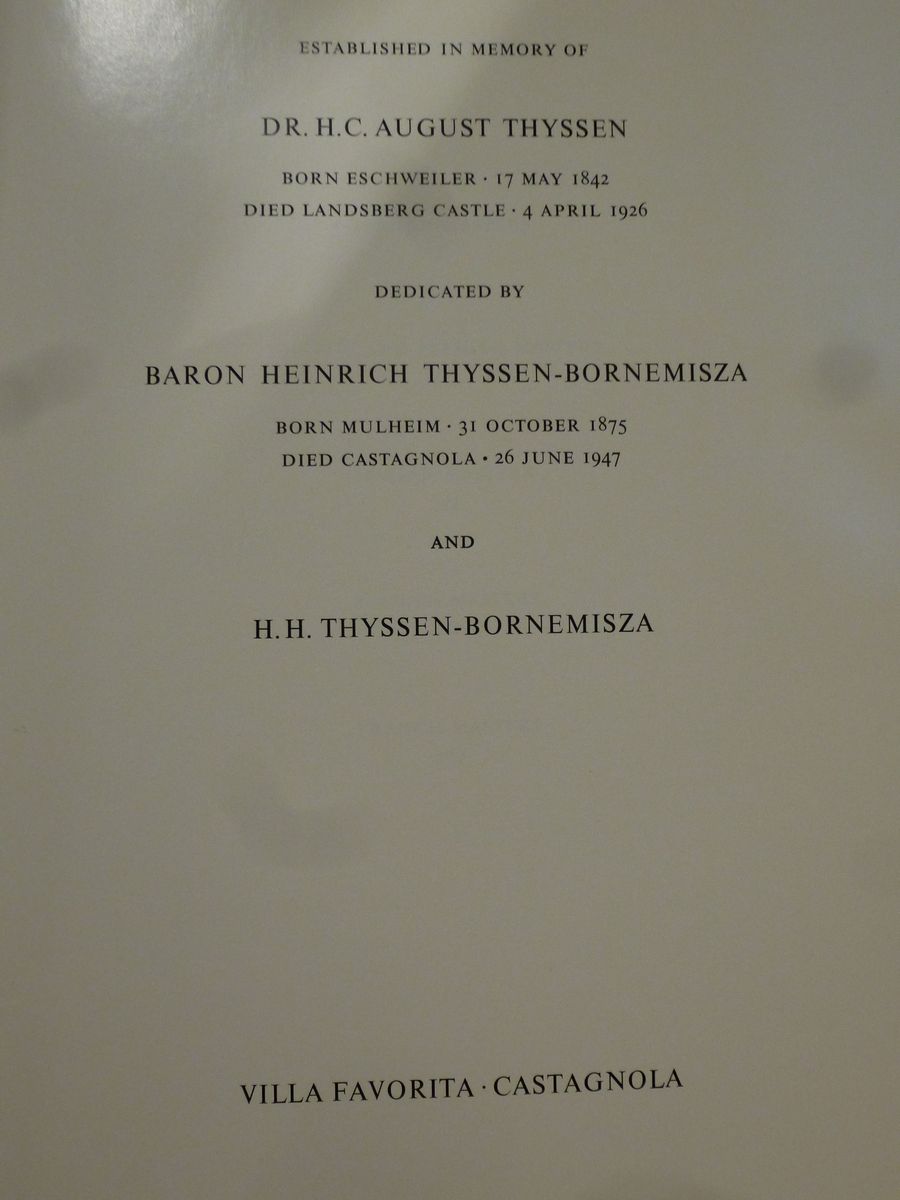 ESTABLISHED IN MEMORY OF
DR. H.C. AUGUST THYSSEN
BORN ESCHWEILER · 17 MAY 1842
DIED LANDSBERG CASTLE · 4 APRIL 1926
DEDICATED BY
BARON HEINRICH THYSSEN-BORNEMISZA
BORN MULHEIM · 31 OCTOBER 1875
DIED CASTAGNOLA · 26 JUNE 1947
AND
H. H. THYSSEN-BORNEMISZA
VILLA FAVORITA · CASTAGNOLA